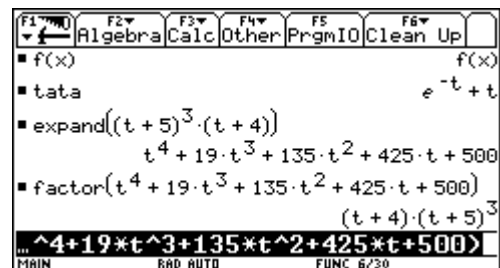 F1 F2 F3 F4 F5 F6
Algebra Calc Other PrgmIO Clean Up
▪ f(x) f(x)
▪ tata e^-t + t
▪ expand((t + 5)^3·(t + 4))
t^4 + 19·t^3 + 135·t^2 + 425·t + 500
▪ factor(t^4 + 19·t^3 + 135·t^2 + 425·t + 500)
(t + 4)·(t + 5)^3
…^4+19*t^3+135*t^2+425*t+500)
MAIN RAD AUTO FUNC 6/30